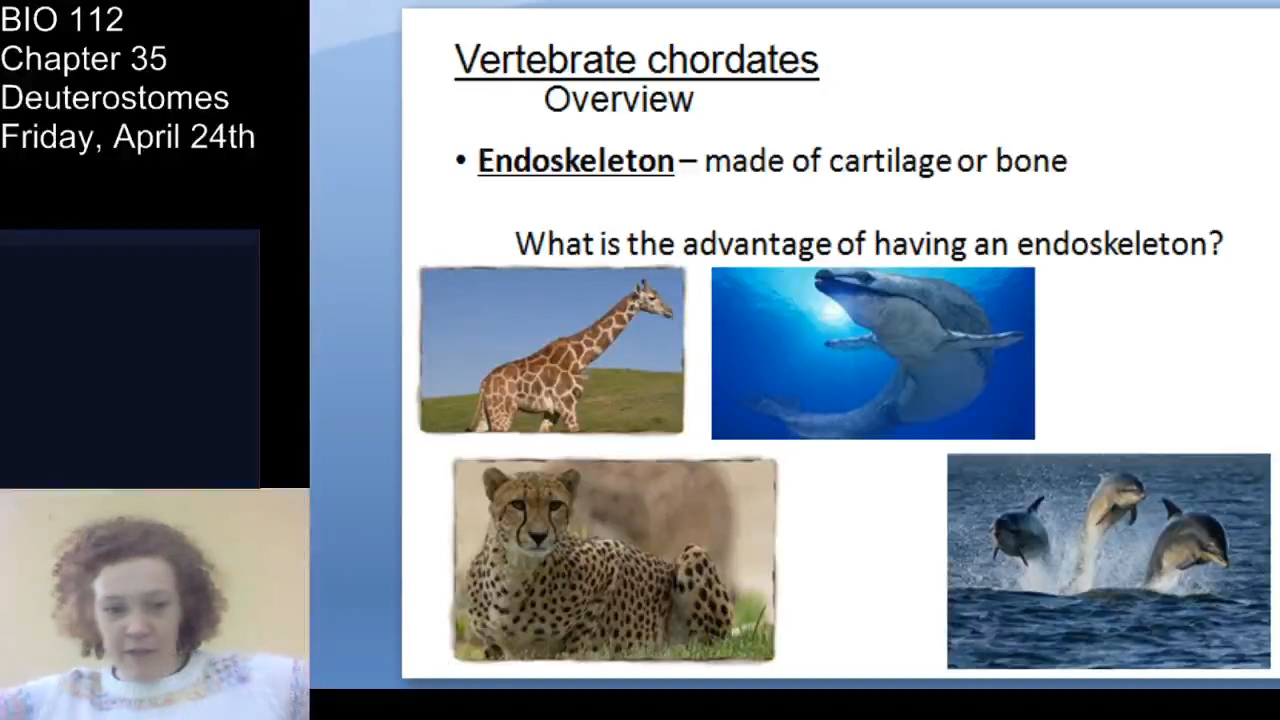 BIO 112
Chapter 35
Deuterostomes
Friday, April 24th
Vertebrate chordates
Overview
• Endoskeleton – made of cartilage or bone
What is the advantage of having an endoskeleton?